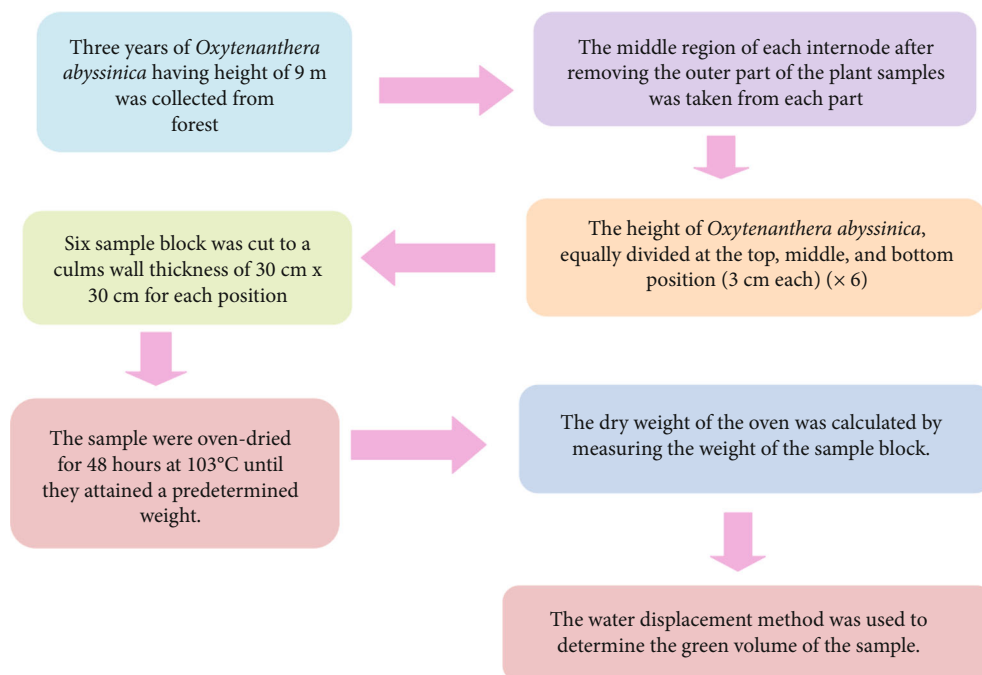 Three years of Oxytenanthera
abyssinica having height of 9 m
was collected from
forest
The middle region of each internode after
removing the outer part of the plant samples
was taken from each part
The height of Oxytenanthera abyssinica,
equally divided at the top, middle, and bottom
position (3 cm each) (× 6)
Six sample block was cut to a
culms wall thickness of 30 cm x
30 cm for each position
The sample were oven-dried
for 48 hours at 103°C until
they attained a predetermined
weight.
The dry weight of the oven was calculated by
measuring the weight of the sample block.
The water displacement method was used to
determine the green volume of the sample.